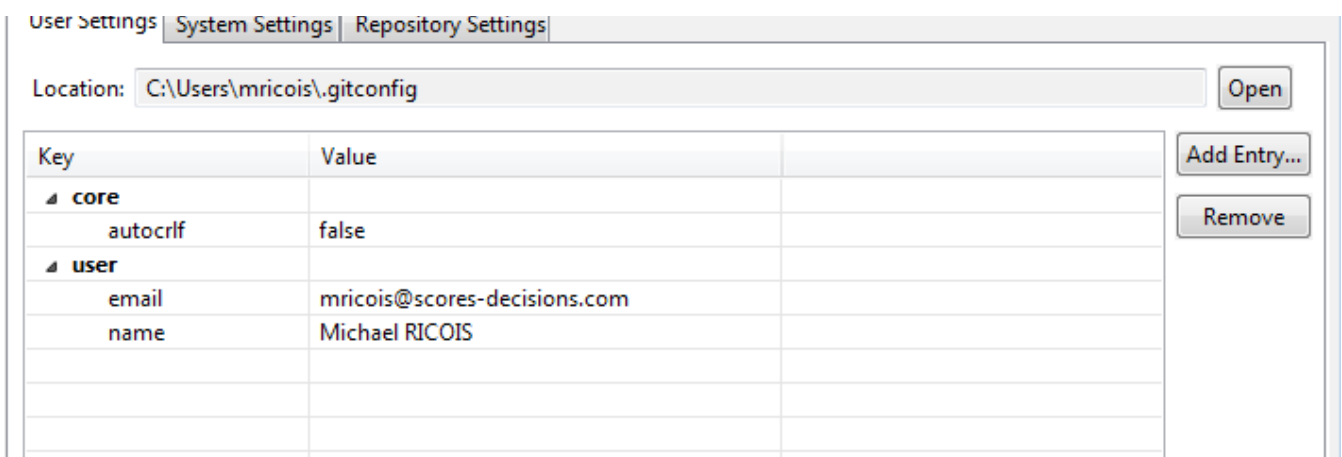 User Settings System Settings Repository Settings
Location: C:\Users\mricois\.gitconfig Open
Key Value Add Entry...
core
autocrlf false Remove
user
email mricois@scores-decisions.com
name Michael RICOIS